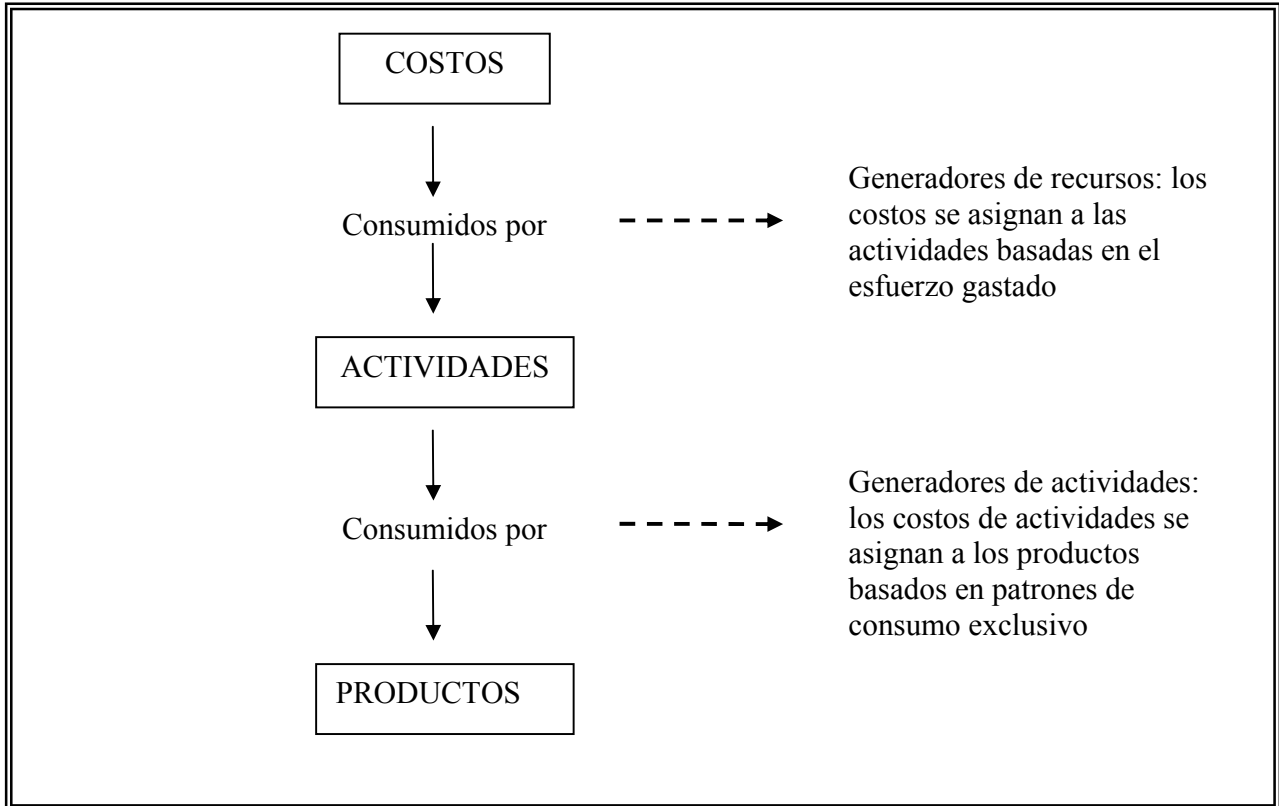 COSTOS
Consumidos por
Generadores de recursos: los
costos se asignan a las
actividades basadas en el
esfuerzo gastado
ACTIVIDADES
Consumidos por
Generadores de actividades:
los costos de actividades se
asignan a los productos
basados en patrones de
consumo exclusivo
PRODUCTOS